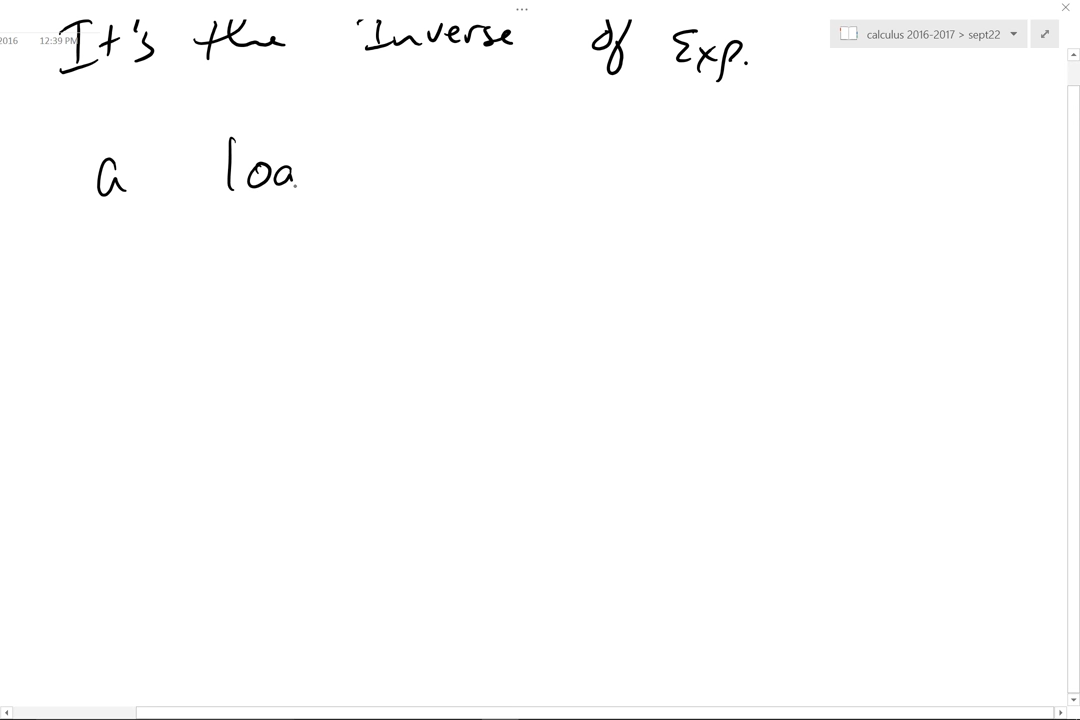 2016 12:39 PM
calculus 2016-2017 > sept22
It's the Inverse of Exp.
a loa